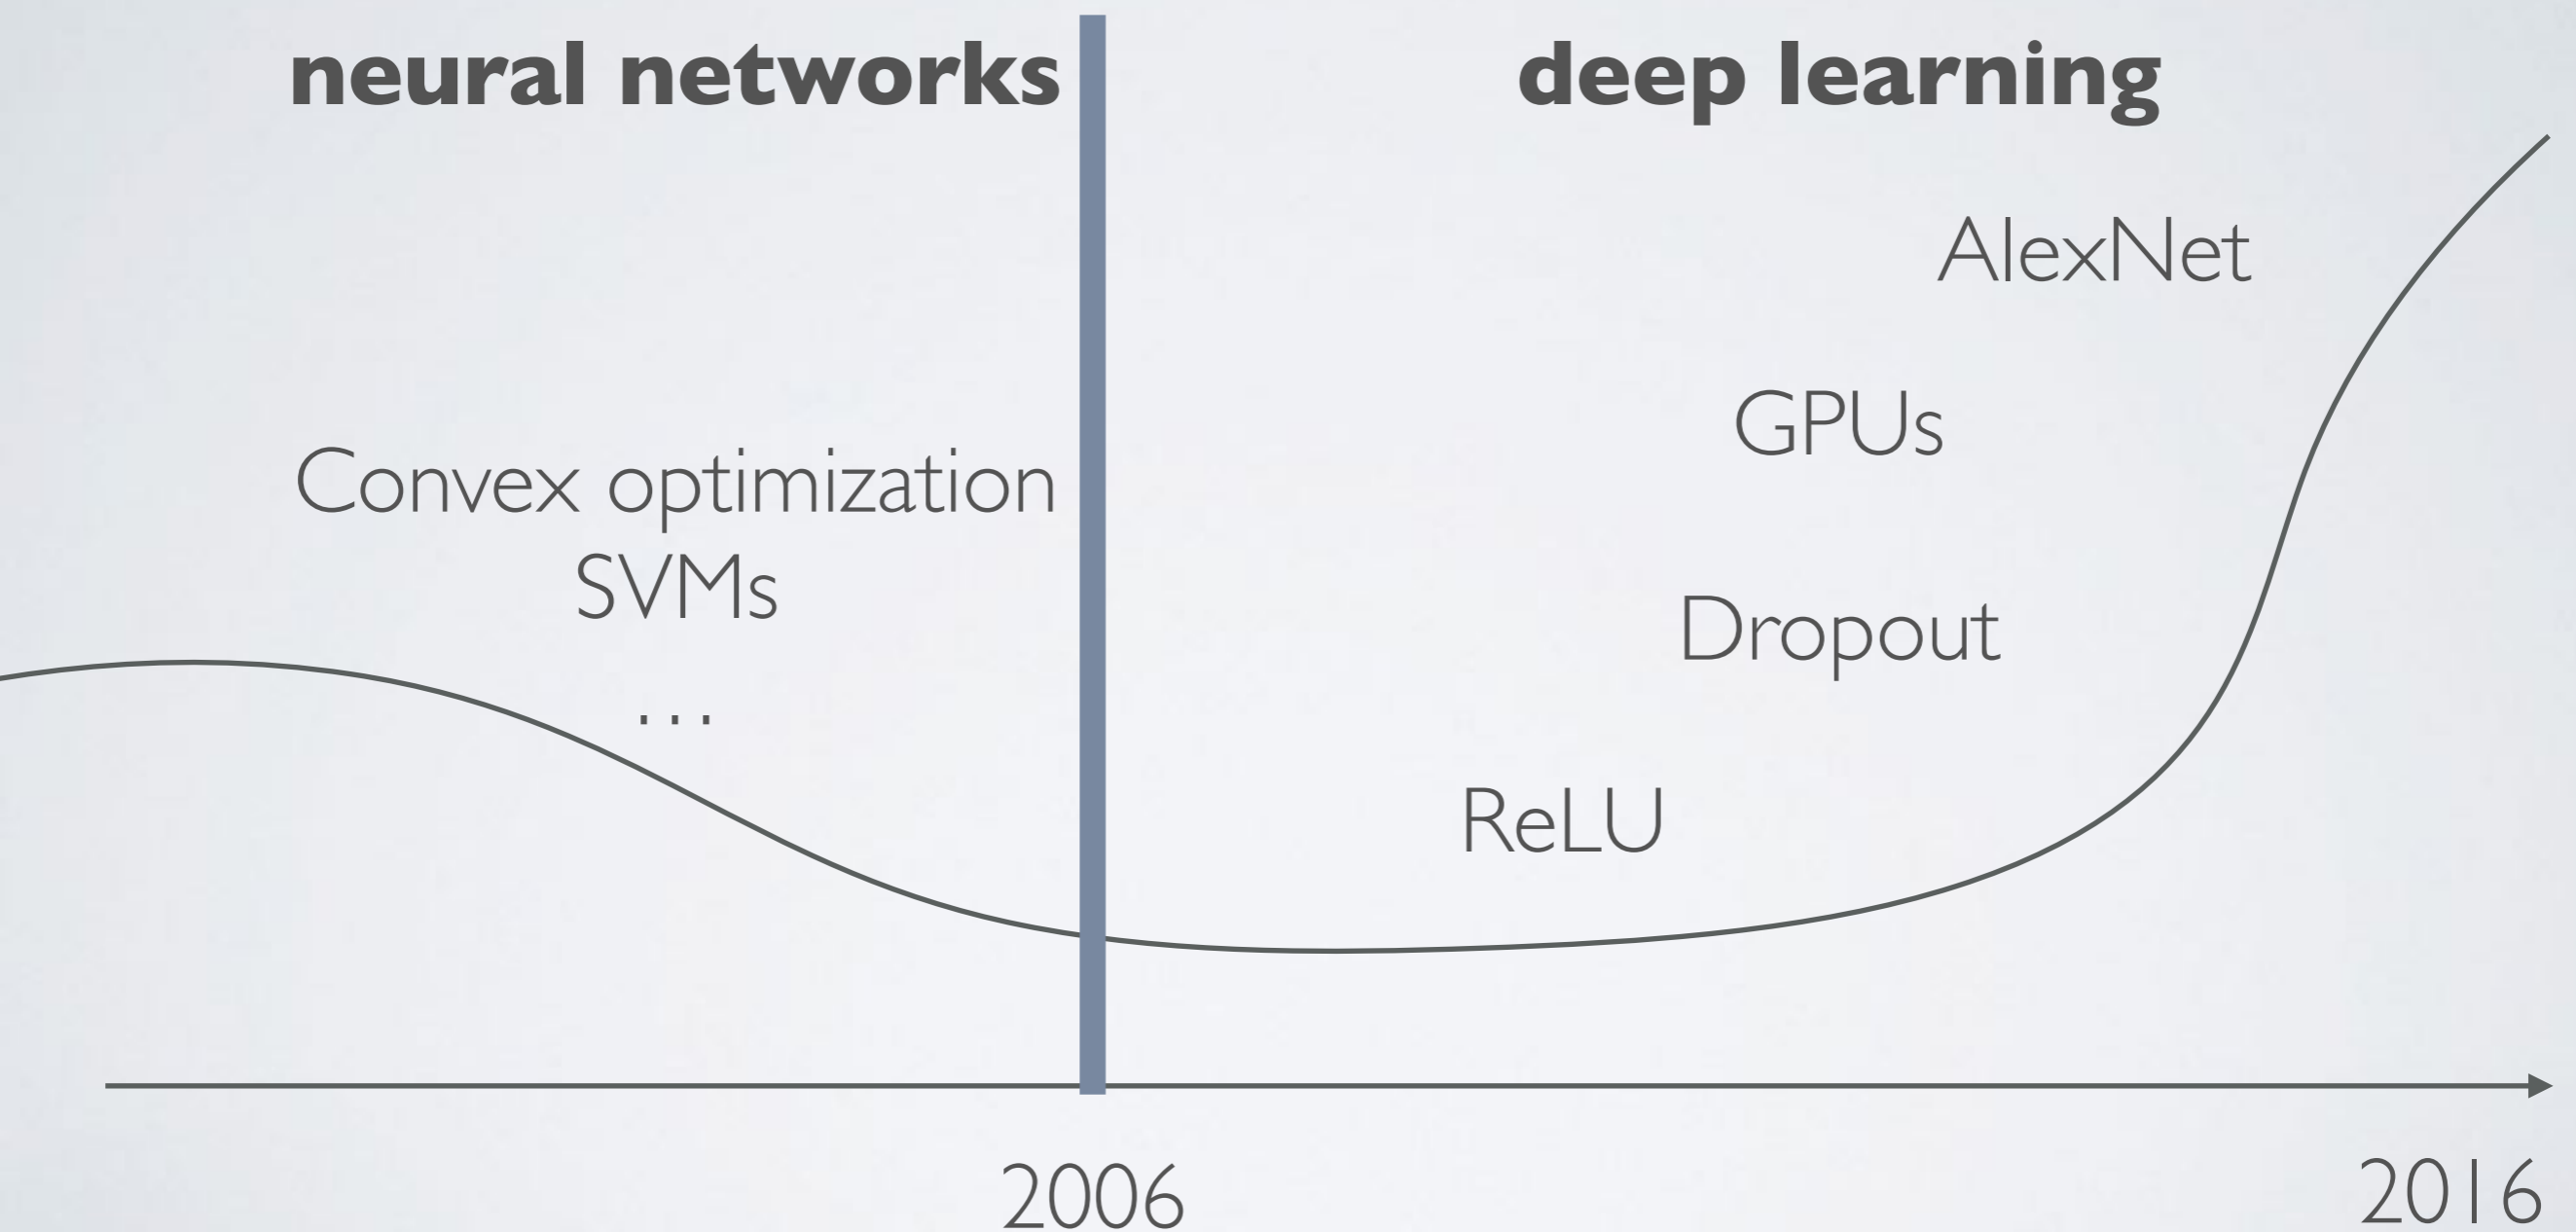 neural networks
deep learning
Convex optimization
SVMs
...
AlexNet
GPUs
Dropout
ReLU
2006
2016